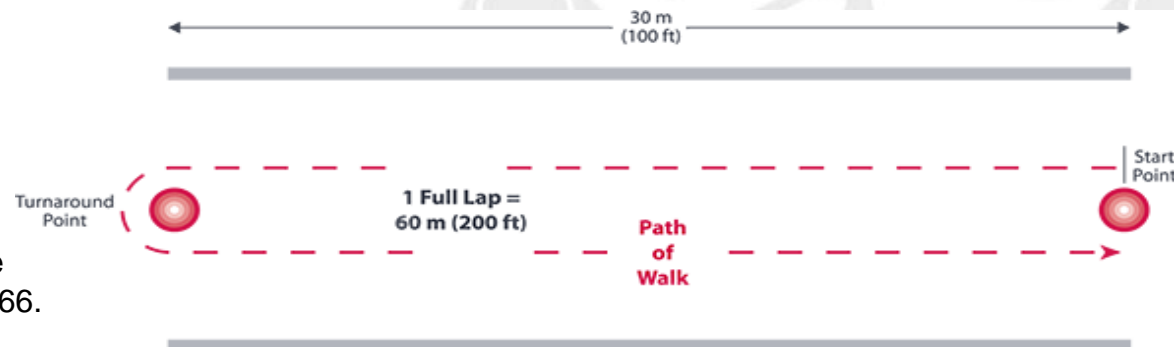 30 m
(100 ft)
Start
Point
Turnaround
Point
1 Full Lap =
60 m (200 ft)
Path
of
Walk
e
66.